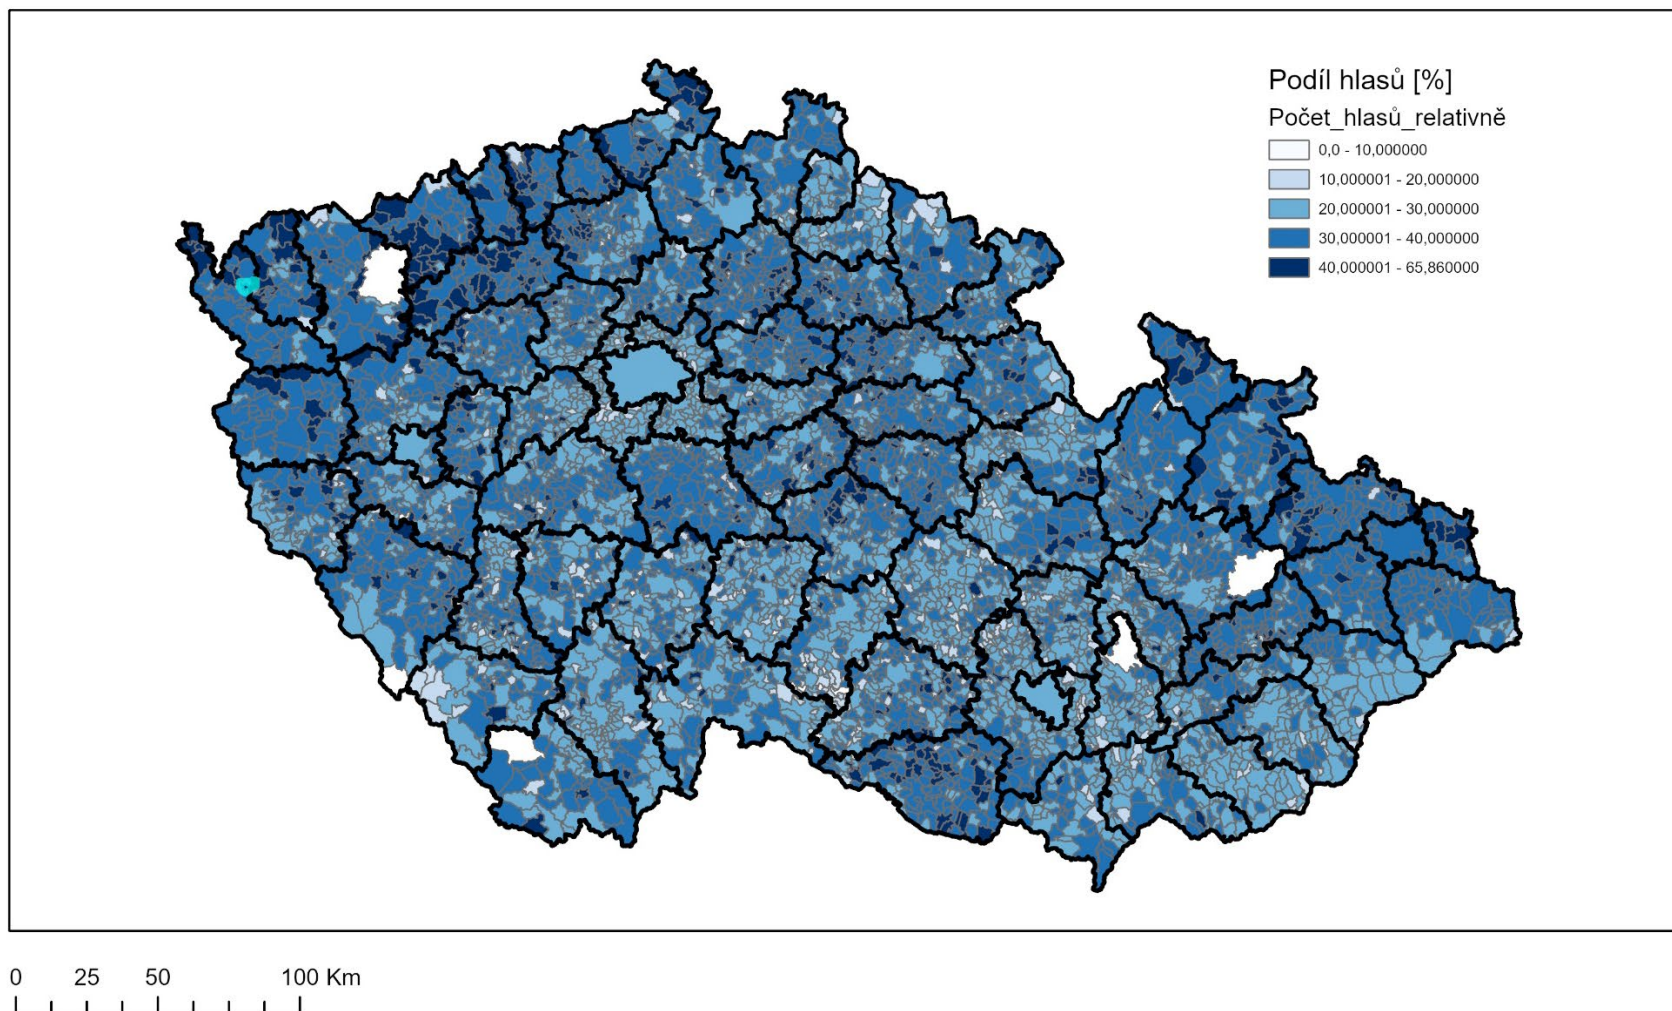 Podíl hlasů [%]
Počet_hlasů_relativně
0,0 - 10,000000
10,000001 - 20,000000
20,000001 - 30,000000
30,000001 - 40,000000
40,000001 - 65,860000
0 25 50 100 Km